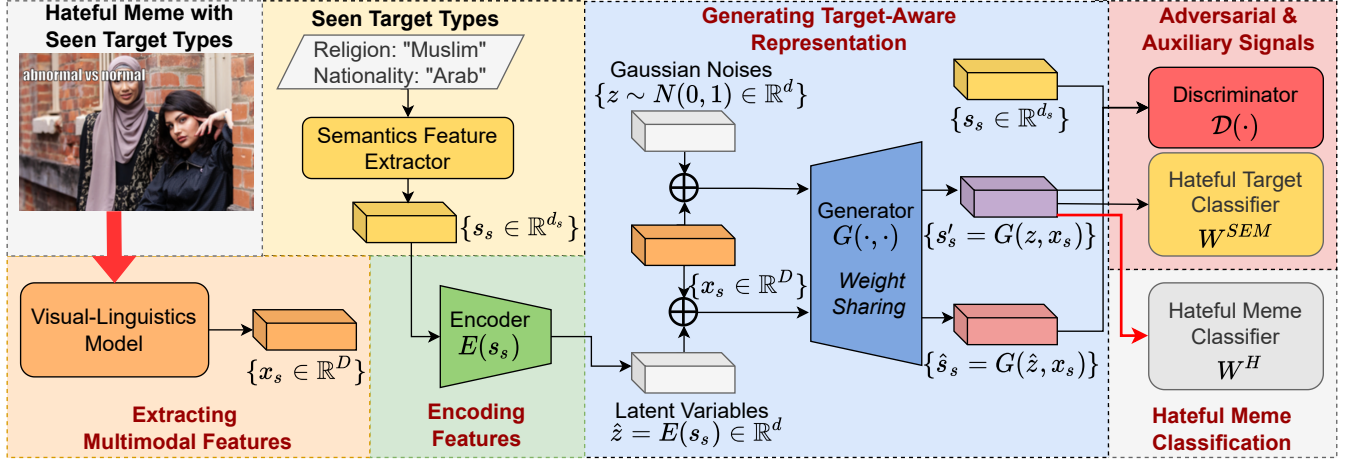 Hateful Meme with
Seen Target Types
abnormal vs normal
Seen Target Types
Religion: "Muslim"
Nationality: "Arab"
Semantics Feature
Extractor
{s_s ∈ ℝ^{d_s}}
Visual-Linguistics
Model
{x_s ∈ ℝ^D}
Extracting
Multimodal Features
Encoder
E(s_s)
Encoding
Features
Generating Target-Aware
Representation
Gaussian Noises
{z ∼ N(0, 1) ∈ ℝ^d}
{s_s ∈ ℝ^{d_s}}
⊕
{x_s ∈ ℝ^D}
⊕
Latent Variables
ẑ = E(s_s) ∈ ℝ^d
Generator
G(·, ·)
Weight
Sharing
{s'_s = G(z, x_s)}
{ŝ_s = G(ẑ, x_s)}
Adversarial &
Auxiliary Signals
Discriminator
𝒟(·)
Hateful Target
Classifier
W^{SEM}
Hateful Meme
Classifier
W^H
Hateful Meme
Classification